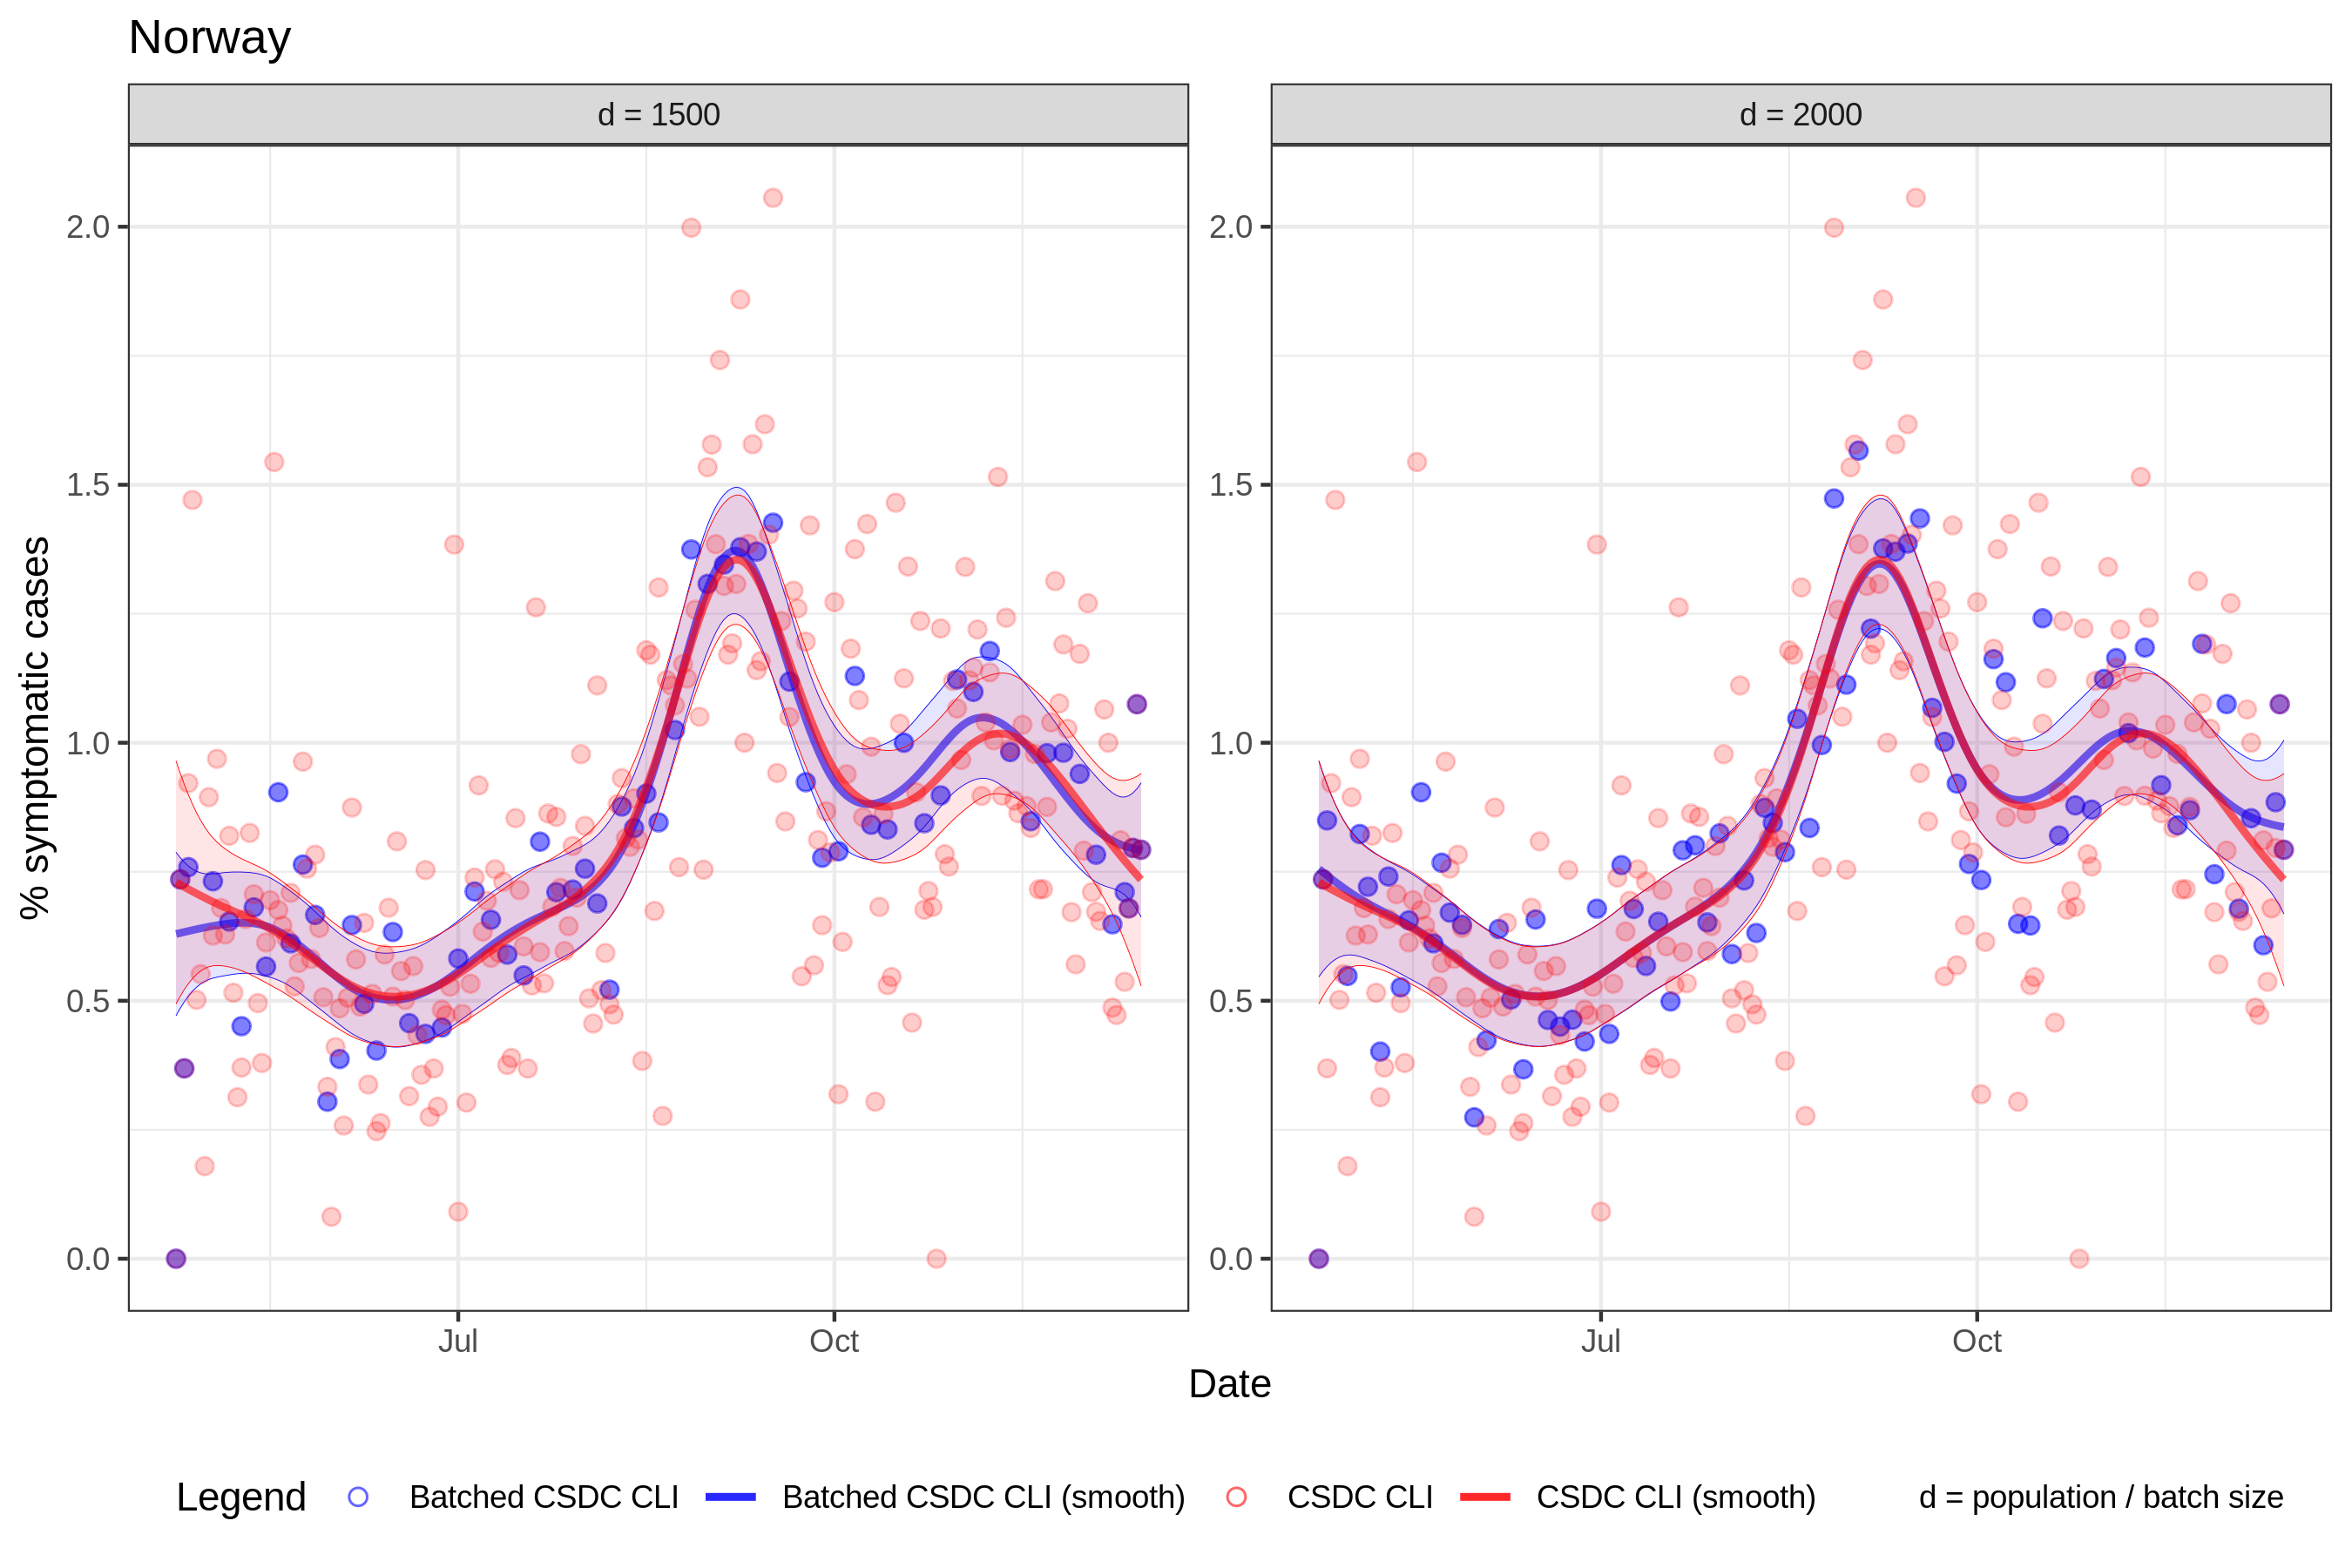 Norway
d = 1500
d = 2000
% symptomatic cases
2.0
1.5
1.0
0.5
0.0
2.0
1.5
1.0
0.5
0.0
Jul
Oct
Jul
Oct
Date
Legend
Batched CSDC CLI
Batched CSDC CLI (smooth)
CSDC CLI
CSDC CLI (smooth)
d = population / batch size